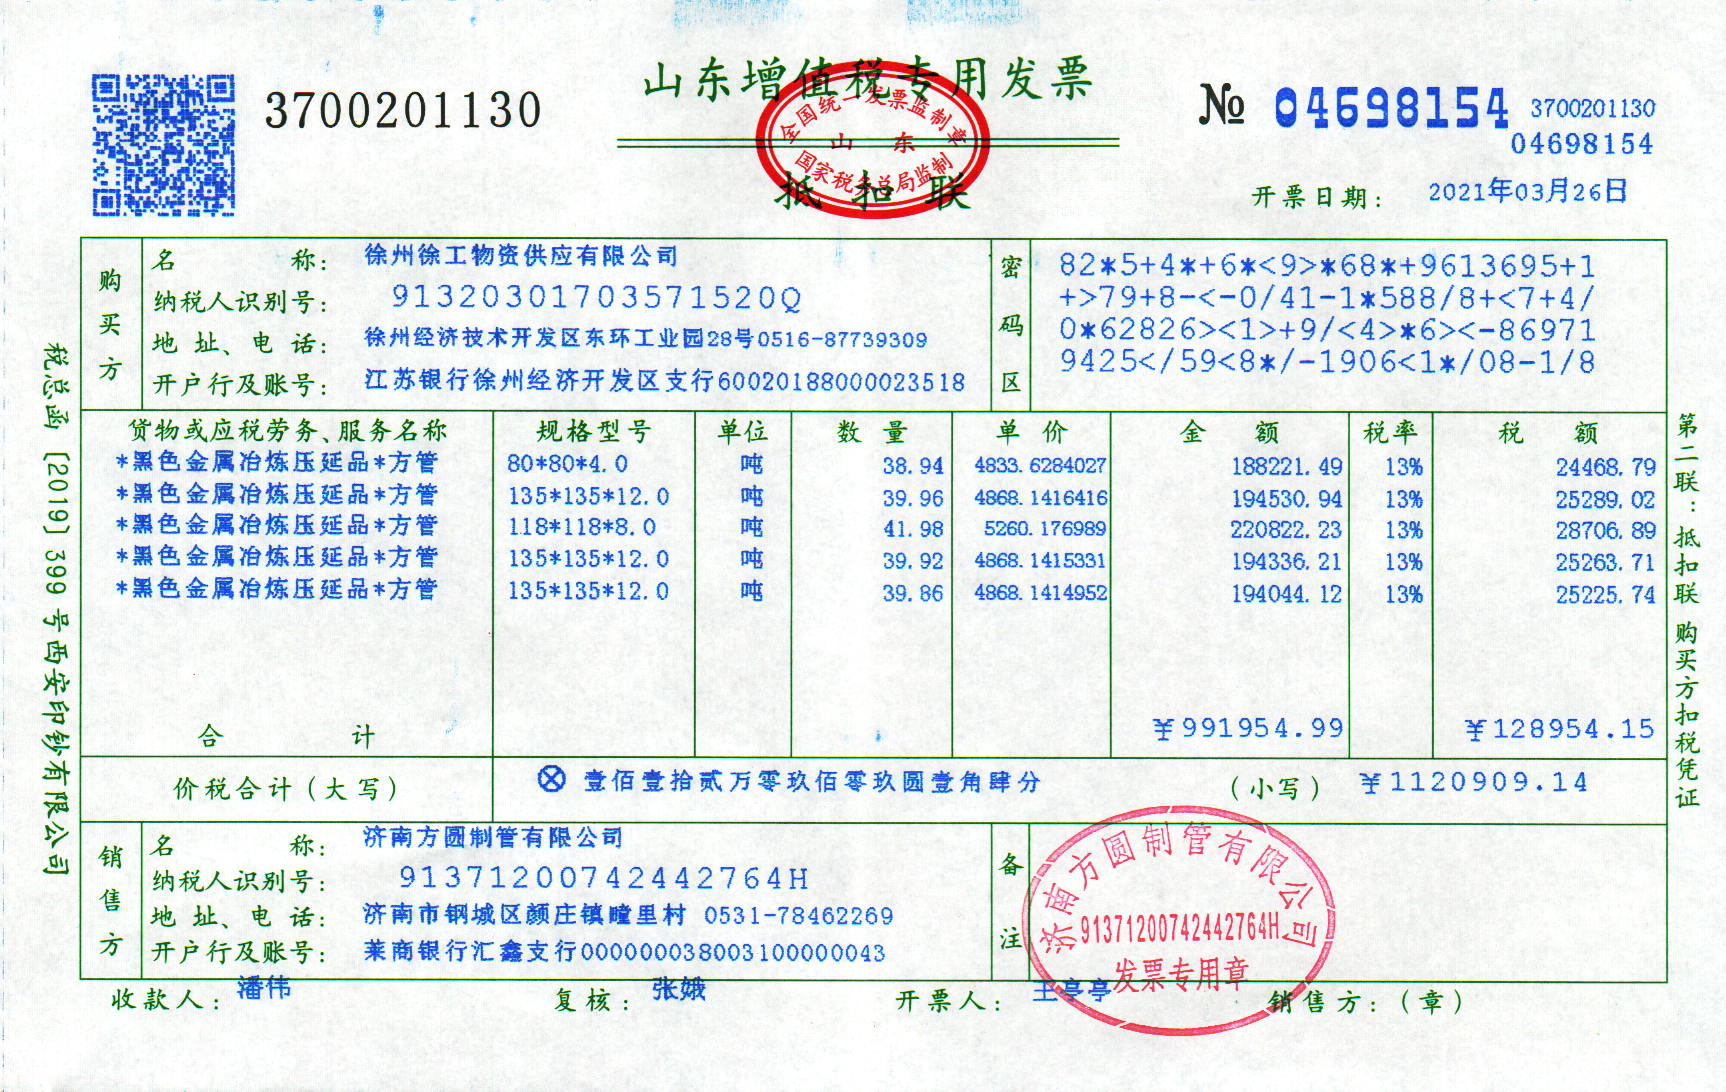 3700201130
山东增值税专用发票
全国统一发票监制章
山 东
国家税务总局监制
抵扣联
№ 04698154 3700201130
04698154
开票日期: 2021年03月26日
购买方
名 称: 徐州徐工物资供应有限公司
纳税人识别号: 91320301703571520Q
地 址、电 话: 徐州经济技术开发区东环工业园28号0516-87739309
开户行及账号: 江苏银行徐州经济开发区支行60020188000023518
密码区
82*5+4*+6*<9>*68*+9613695+1
+>79+8-<-0/41-1*588/8+<7+4/
0*62826><1>+9/<4>*6><-86971
9425</59<8*/-1906<1*/08-1/8
货物或应税劳务、服务名称 规格型号 单位 数 量 单 价 金 额 税率 税 额
*黑色金属冶炼压延品*方管 80*80*4.0 吨 38.94 4833.6284027 188221.49 13% 24468.79
*黑色金属冶炼压延品*方管 135*135*12.0 吨 39.96 4868.1416416 194530.94 13% 25289.02
*黑色金属冶炼压延品*方管 118*118*8.0 吨 41.98 5260.176989 220822.23 13% 28706.89
*黑色金属冶炼压延品*方管 135*135*12.0 吨 39.92 4868.1415331 194336.21 13% 25263.71
*黑色金属冶炼压延品*方管 135*135*12.0 吨 39.86 4868.1414952 194044.12 13% 25225.74
合 计 ¥991954.99 ¥128954.15
价税合计(大写) ⊗ 壹佰壹拾贰万零玖佰零玖圆壹角肆分 (小写) ¥1120909.14
销售方
名 称: 济南方圆制管有限公司
纳税人识别号: 91371200742442764H
地 址、电 话: 济南市钢城区颜庄镇疃里村 0531-78462269
开户行及账号: 莱商银行汇鑫支行0000000380031000000043
备注
济南方圆制管有限公司
91371200742442764H
发票专用章
收款人: 潘伟 复核: 张娥 开票人: 王亭亭 销售方:(章)
税总函〔2019〕399号西安印钞有限公司
第二联:抵扣联 购买方扣税凭证